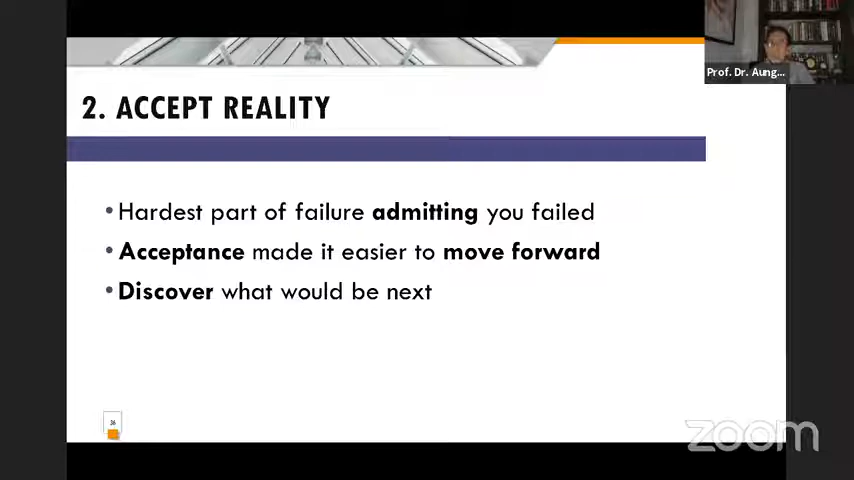 Prof. Dr. Aung...
2. ACCEPT REALITY
•Hardest part of failure admitting you failed
•Acceptance made it easier to move forward
•Discover what would be next
36
zoom